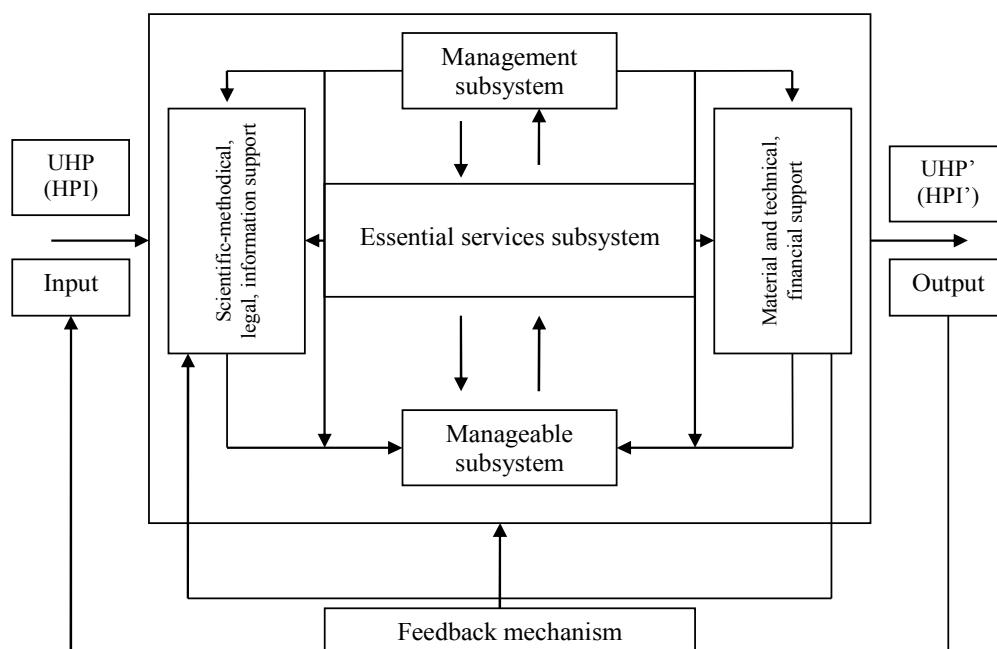 Management
subsystem
UHP
(HPI)
Input
Scientific-methodical,
legal, information support
Essential services subsystem
Material and technical,
financial support
UHP’
(HPI’)
Output
Manageable
subsystem
Feedback mechanism